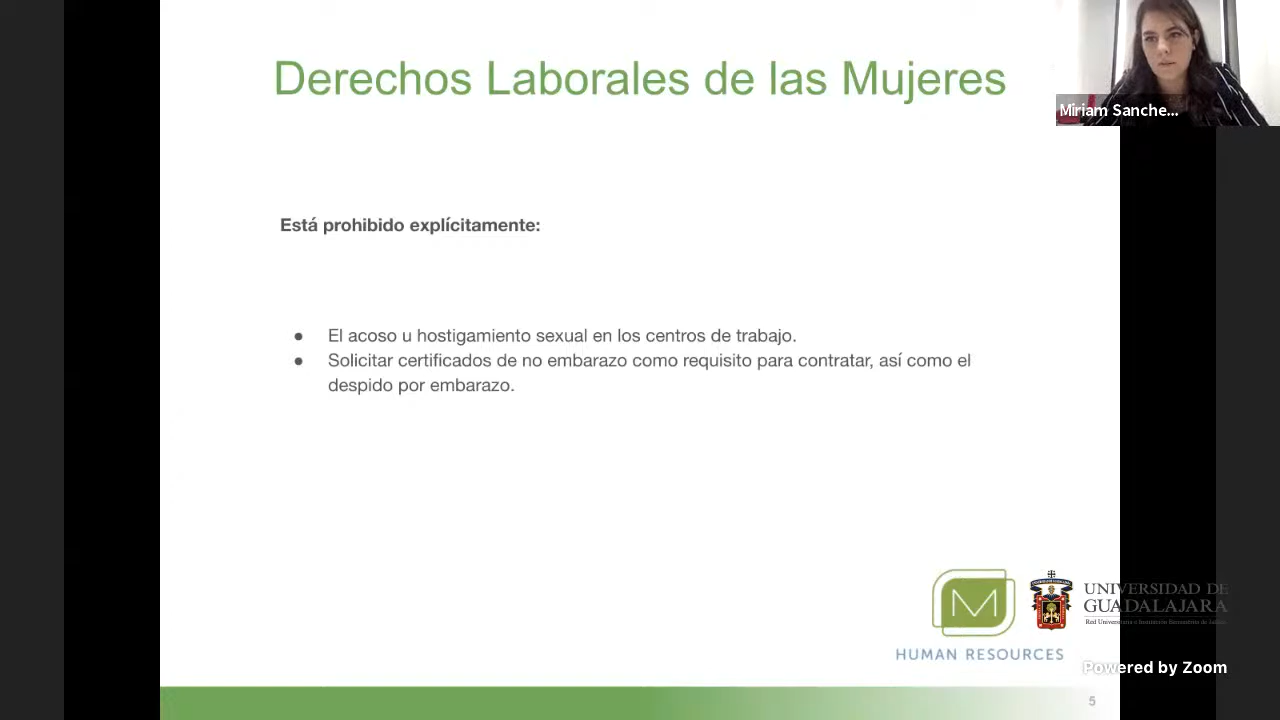 Derechos Laborales de las Mujeres
Miriam Sanche...
Está prohibido explícitamente:
● El acoso u hostigamiento sexual en los centros de trabajo.
● Solicitar certificados de no embarazo como requisito para contratar, así como el
despido por embarazo.
M
HUMAN RESOURCES
UNIVERSIDAD DE
GUADALAJARA
Powered by Zoom
5